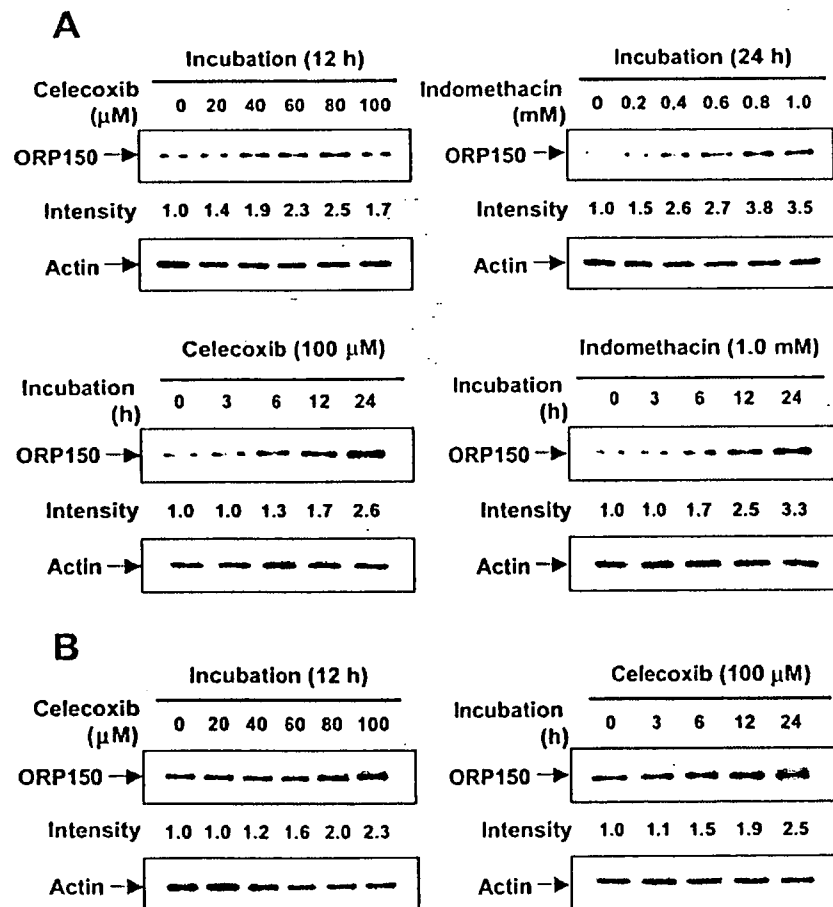 A
Incubation (12 h)
Celecoxib (μM) 0 20 40 60 80 100
ORP150
Intensity 1.0 1.4 1.9 2.3 2.5 1.7
Actin
Incubation (24 h)
Indomethacin (mM) 0 0.2 0.4 0.6 0.8 1.0
ORP150
Intensity 1.0 1.5 2.6 2.7 3.8 3.5
Actin
Celecoxib (100 μM)
Incubation (h) 0 3 6 12 24
ORP150
Intensity 1.0 1.0 1.3 1.7 2.6
Actin
Indomethacin (1.0 mM)
Incubation (h) 0 3 6 12 24
ORP150
Intensity 1.0 1.0 1.7 2.5 3.3
Actin
B
Incubation (12 h)
Celecoxib (μM) 0 20 40 60 80 100
ORP150
Intensity 1.0 1.0 1.2 1.6 2.0 2.3
Actin
Celecoxib (100 μM)
Incubation (h) 0 3 6 12 24
ORP150
Intensity 1.0 1.1 1.5 1.9 2.5
Actin